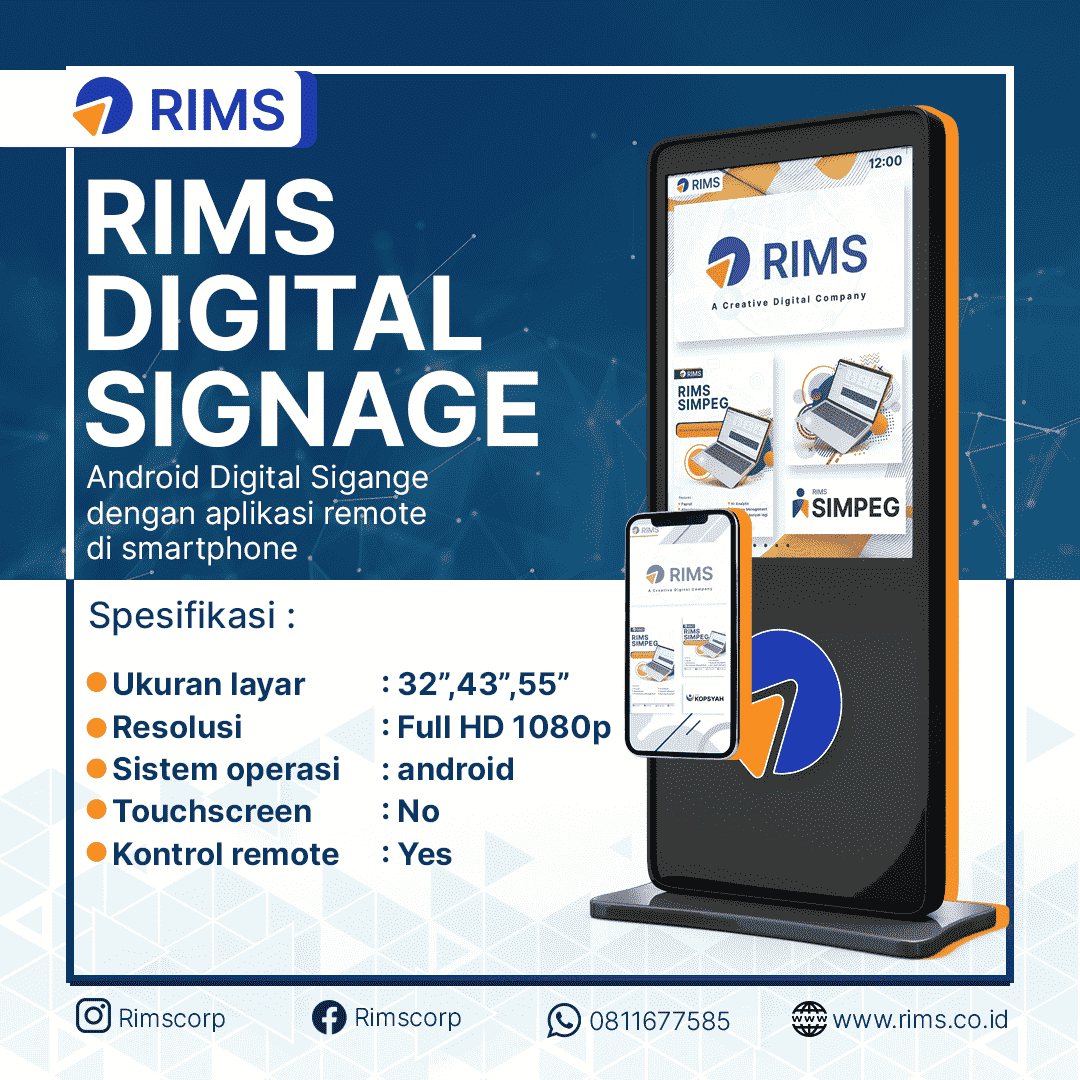 RIMS
RIMS
DIGITAL
SIGNAGE
Android Digital Sigange
dengan aplikasi remote
di smartphone
Spesifikasi :
Ukuran layar : 32”,43”,55”
Resolusi : Full HD 1080p
Sistem operasi : android
Touchscreen : No
Kontrol remote : Yes
12:00
RIMS
RIMS
A Creative Digital Company
RIMS
RIMS
SIMPEG
RIMS
SIMPEG
RIMS
RIMS
A Creative Digital Company
RIMS
SIMPEG
RIMS
SIMPEG
KOPSYAH
Rimscorp
Rimscorp
0811677585
www.rims.co.id